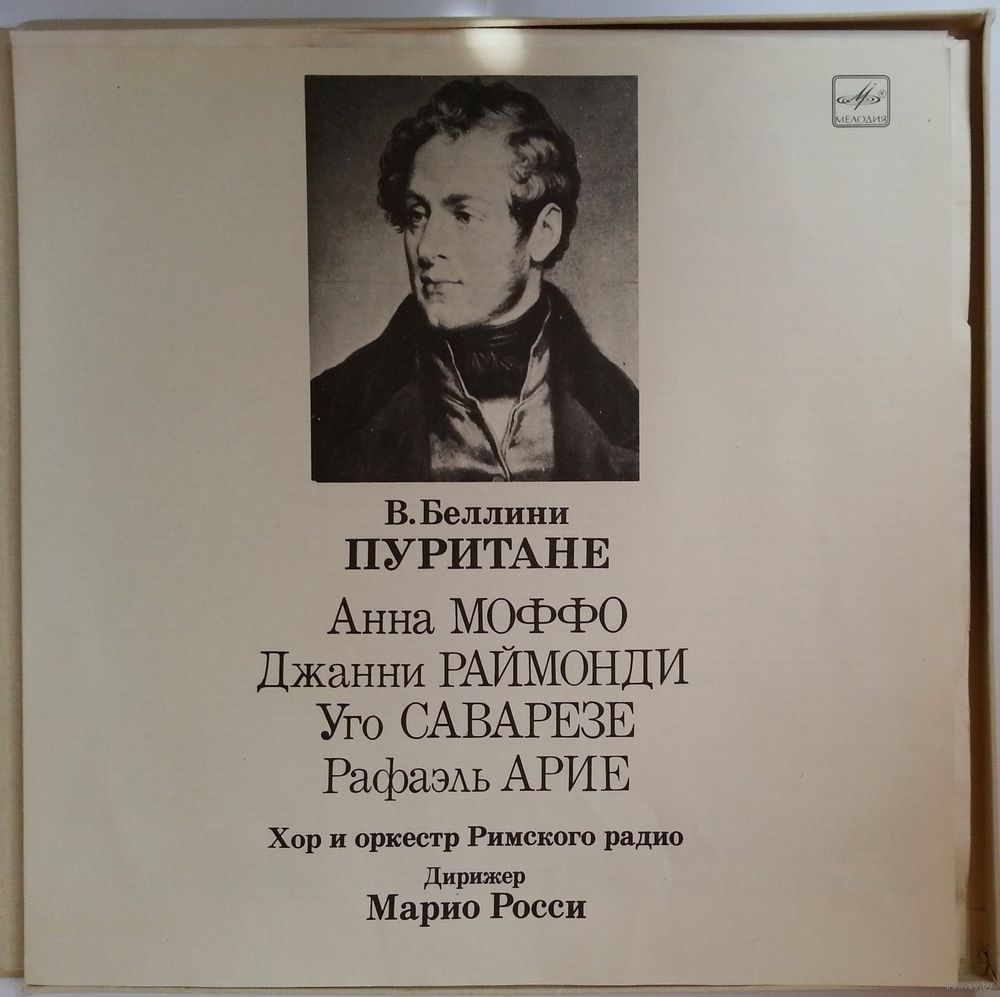 МЕЛОДИЯ
В. Беллини
ПУРИТАНЕ
Анна МОФФО
Джанни РАЙМОНДИ
Уго САВАРЕЗЕ
Рафаэль АРИЕ
Хор и оркестр Римского радио
Дирижер
Марио Росси